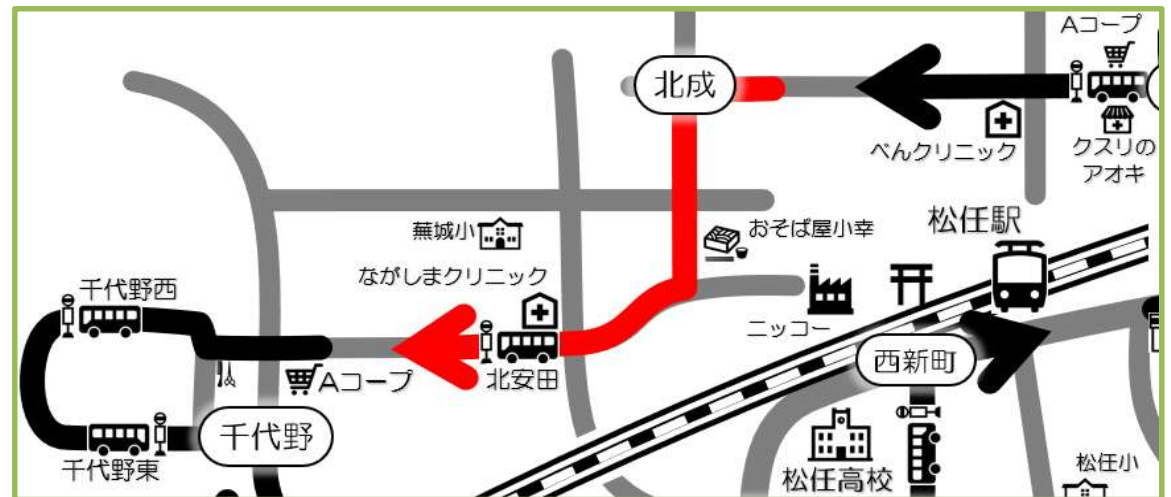 Aコープ
北成
べんクリニック
クスリの
アオキ
松任駅
おそば屋小幸
蕪城小
ながしまクリニック
千代野西
ニッコー
西新町
北安田
Aコープ
千代野
千代野東
松任高校
松任小